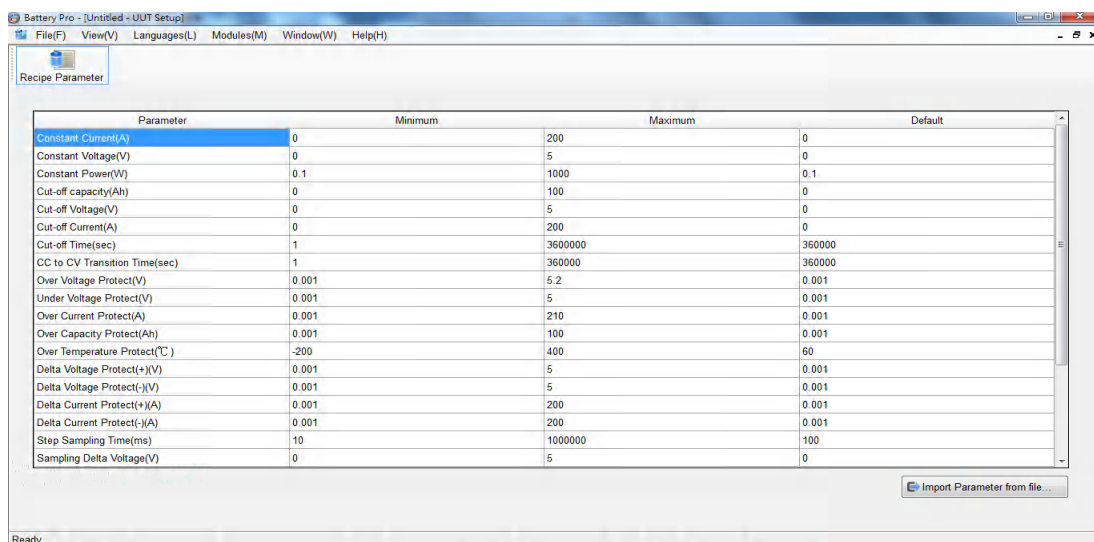 Battery Pro - [Untitled - UUT Setup]
File(F) View(V) Languages(L) Modules(M) Window(W) Help(H)
Recipe Parameter
Parameter Minimum Maximum Default
Constant Current(A) 0 200 0
Constant Voltage(V) 0 5 0
Constant Power(W) 0.1 1000 0.1
Cut-off capacity(Ah) 0 100 0
Cut-off Voltage(V) 0 5 0
Cut-off Current(A) 0 200 0
Cut-off Time(sec) 1 3600000 360000
CC to CV Transition Time(sec) 1 360000 360000
Over Voltage Protect(V) 0.001 5.2 0.001
Under Voltage Protect(V) 0.001 5 0.001
Over Current Protect(A) 0.001 210 0.001
Over Capacity Protect(Ah) 0.001 100 0.001
Over Temperature Protect(℃) -200 400 60
Delta Voltage Protect(+)(V) 0.001 5 0.001
Delta Voltage Protect(-)(V) 0.001 5 0.001
Delta Current Protect(+)(A) 0.001 200 0.001
Delta Current Protect(-)(A) 0.001 200 0.001
Step Sampling Time(ms) 10 1000000 100
Sampling Delta Voltage(V) 0 5 0
Import Parameter from file...
Ready